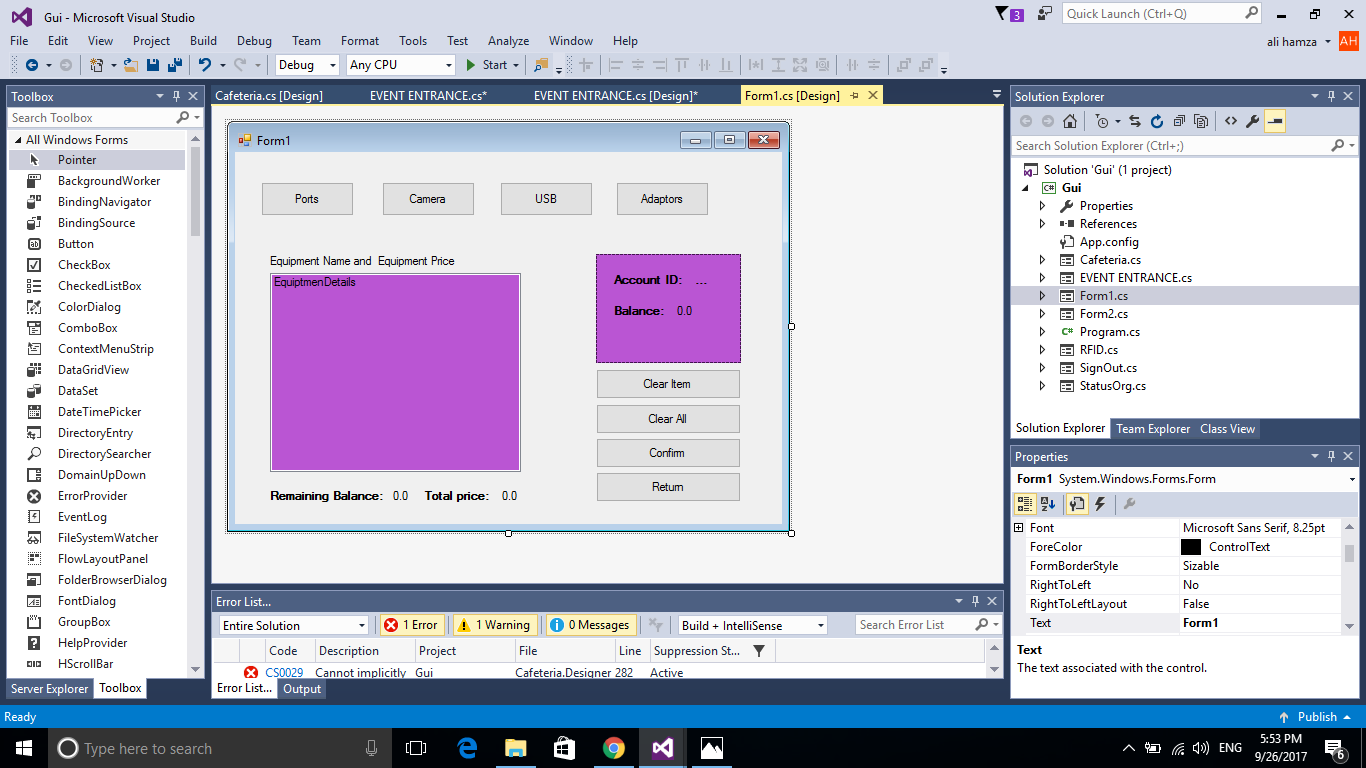 Gui - Microsoft Visual Studio
3
Quick Launch (Ctrl+Q)
File Edit View Project Build Debug Team Format Tools Test Analyze Window Help
ali hamza AH
Debug Any CPU Start
Toolbox
Search Toolbox
All Windows Forms
Pointer
BackgroundWorker
BindingNavigator
BindingSource
Button
CheckBox
CheckedListBox
ColorDialog
ComboBox
ContextMenuStrip
DataGridView
DataSet
DateTimePicker
DirectoryEntry
DirectorySearcher
DomainUpDown
ErrorProvider
EventLog
FileSystemWatcher
FlowLayoutPanel
FolderBrowserDialog
FontDialog
GroupBox
HelpProvider
HScrollBar
Server Explorer Toolbox
Cafeteria.cs [Design] EVENT ENTRANCE.cs* EVENT ENTRANCE.cs [Design]* Form1.cs [Design]
Form1
Ports Camera USB Adaptors
Equipment Name and Equipment Price
EquiptmenDetails
Account ID: ...
Balance: 0.0
Clear Item
Clear All
Confirm
Return
Remaining Balance: 0.0 Total price: 0.0
Error List...
Entire Solution 1 Error 1 Warning 0 Messages Build + IntelliSense Search Error List
Code Description Project File Line Suppression St...
CS0029 Cannot implicitly Gui Cafeteria.Designer 282 Active
Error List... Output
Solution Explorer
Search Solution Explorer (Ctrl+;)
Solution 'Gui' (1 project)
C# Gui
Properties
References
App.config
Cafeteria.cs
EVENT ENTRANCE.cs
Form1.cs
Form2.cs
C# Program.cs
RFID.cs
SignOut.cs
StatusOrg.cs
Solution Explorer Team Explorer Class View
Properties
Form1 System.Windows.Forms.Form
Font Microsoft Sans Serif, 8.25pt
ForeColor ControlText
FormBorderStyle Sizable
RightToLeft No
RightToLeftLayout False
Text Form1
Text
The text associated with the control.
Ready Publish
Type here to search
ENG
5:53 PM
9/26/2017
6